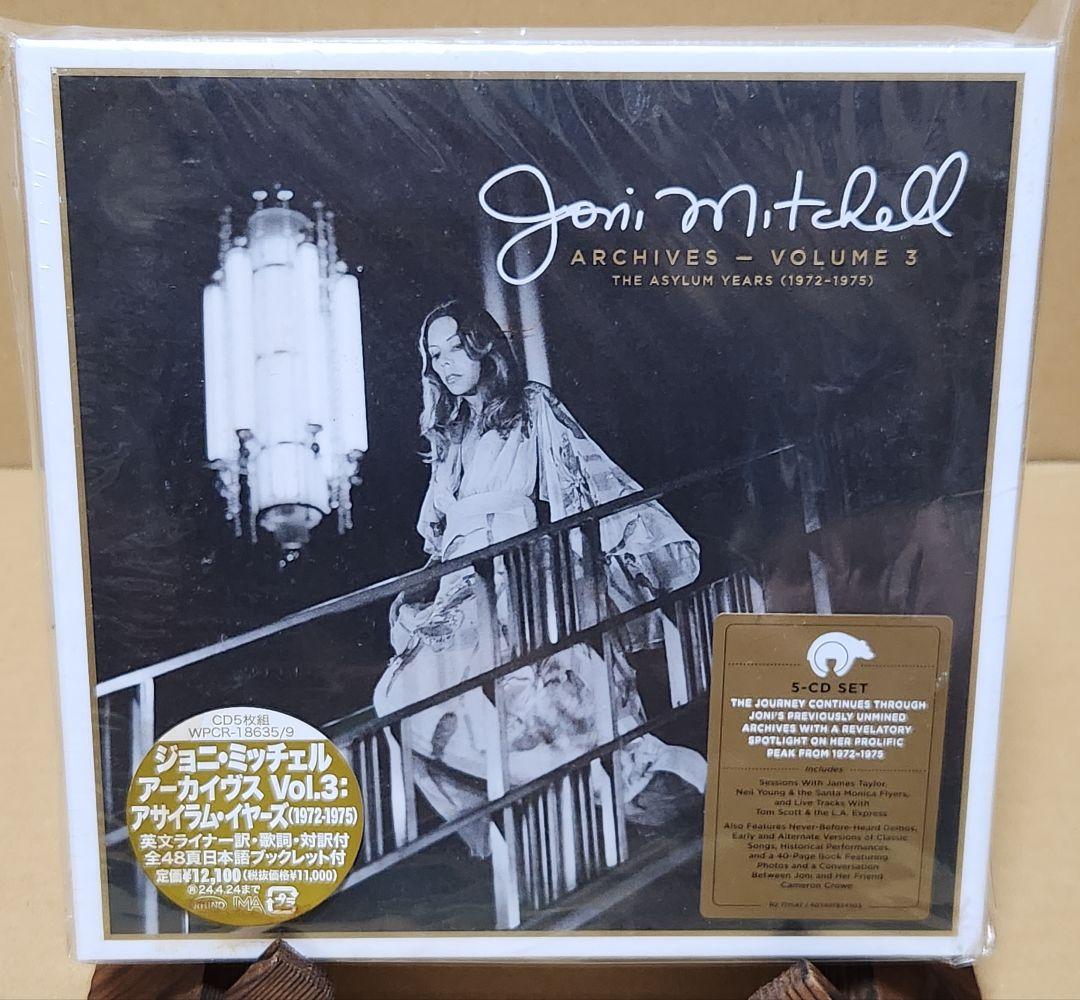 Joni Mitchell
ARCHIVES – VOLUME 3
THE ASYLUM YEARS (1972-1975)
CD5枚組
WPCR-18635/9
ジョニ・ミッチェル
アーカイヴス Vol.3:
アサイラム・イヤーズ(1972-1975)
英文ライナー訳・歌詞・対訳付
全48頁日本語ブックレット付
定価¥12,100(税抜価格¥11,000)
24.4.24まで
RHINO
5-CD SET
THE JOURNEY CONTINUES THROUGH
JONI'S PREVIOUSLY UNMINED
ARCHIVES WITH A REVELATORY
SPOTLIGHT ON HER PROLIFIC
PEAK FROM 1972-1975
Includes
Sessions With James Taylor,
Neil Young & the Santa Monica Flyers,
and Live Tracks With
Tom Scott & the L.A. Express
Also Features Never-Before-Heard Demos,
Early and Alternate Versions of Classic
Songs, Historical Performances,
and a 40-Page Book Featuring
Photos and a Conversation
Between Joni and Her Friend
Cameron Crowe